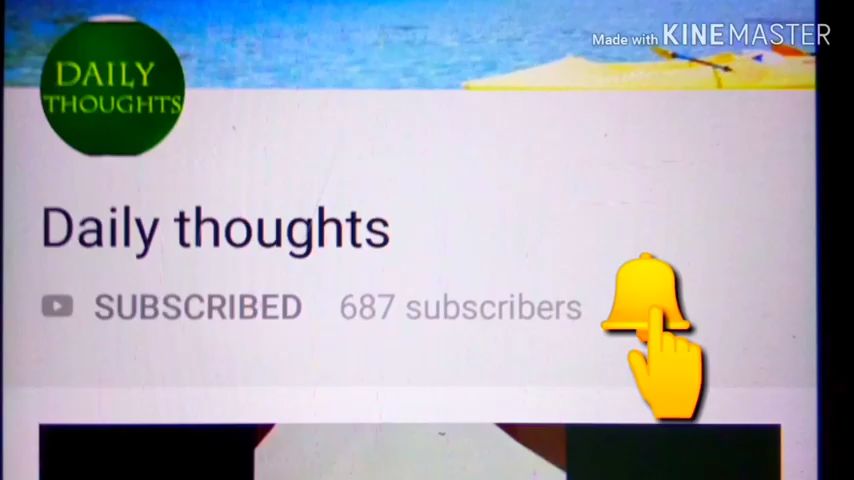 Made with KINEMASTER
DAILY
THOUGHTS
Daily thoughts
SUBSCRIBED 687 subscribers